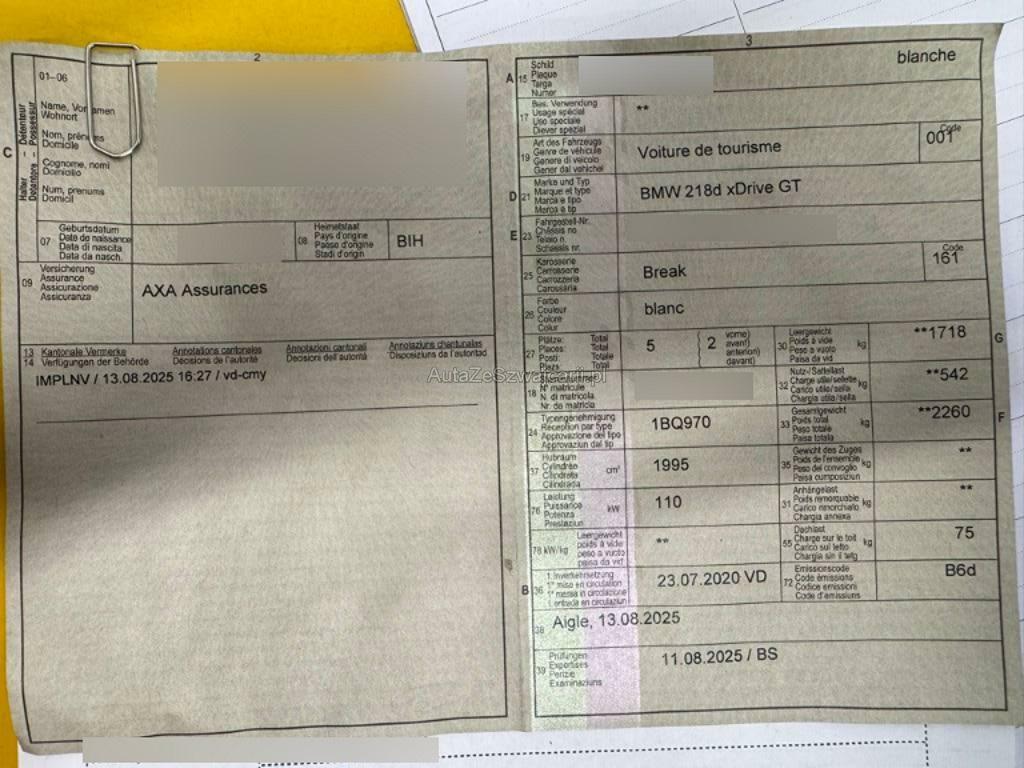 2
01–06
Name, Vornamen
Wohnort
Nom, prénoms
Domicile
Cognome, nomi
Domicilio
Num, prenums
Domicil
C
Halter – Détenteur
Detentore – Possessur
07
Geburtsdatum
Date de naissance
Data di nascita
Data da nasch.
08
Heimatstaat
Pays d'origine
Paese d'origine
Stadi d'origin
BIH
09
Versicherung
Assurance
Assicurazione
Assicuranza
AXA Assurances
13 Kantonale Vermerke Annotations cantonales Annotazioni cantonali Annotaziuns chantunalas
14 Verfügungen der Behörde Décisions de l'autorité Decisioni dell'autorità Disposiziuns da l'autoritad
IMPLNV / 13.08.2025 16:27 / vd-cmy
AutaZeSzwajcarii.pl
3
A 15
Schild
Plaque
Targa
Numer
blanche
17
Bes. Verwendung
Usage spécial
Uso speciale
Diever spezial
**
19
Art des Fahrzeugs
Genre de véhicule
Genere di veicolo
Gener dal vehichel
Voiture de tourisme
Code
001
D 21
Marke und Typ
Marque et type
Marca e tipo
Marca e tip
BMW 218d xDrive GT
E 23
Fahrgestell-Nr.
Châssis no
Telaio n.
Schassis nr.
25
Karosserie
Carrosserie
Carrozzeria
Carossaria
Break
Code
161
26
Farbe
Couleur
Colore
Colur
blanc
27
Plätze: Total
Places: Total
Posti: Totale
Plazs: Total
5
( 2
vorne)
avant)
anteriori)
davant)
30
Leergewicht
Poids à vide
Peso a vuoto
Paisa da vid
kg
**1718
G
18
Stammnummer
N° matricule
N. di matricola
Nr. da matricla
32
Nutz-/Sattellast
Charge utile/sellette
Carico utile/sella
Chargia utila/sella
kg
**542
24
Typengenehmigung
Réception par type
Approvazione del tipo
Approvaziun dal tip
1BQ970
33
Gesamtgewicht
Poids total
Peso totale
Paisa totala
kg
**2260
F
37
Hubraum
Cylindrée
Cilindrata
Cilindrada
cm³
1995
35
Gewicht des Zuges
Poids de l'ensemble
Peso del convoglio
Paisa cumposiziun
kg
**
76
Leistung
Puissance
Potenza
Prestaziun
kW
110
31
Anhängelast
Poids remorquable
Carico rimorchiato
Chargia annexa
kg
**
78 kW/kg
Leergewicht
poids à vide
peso a vuoto
paisa da vid
**
55
Dachlast
Charge sur le toit
Carico sul tetto
Chargia sin il tetg
kg
75
B 36
1. Inverkehrsetzung
1re mise en circulation
1a messa in circolazione
1. entrada en circulaziun
23.07.2020 VD
72
Emissionscode
Code émissions
Codice emissioni
Code d'emissiuns
B6d
38
Aigle, 13.08.2025
39
Prüfungen
Expertises
Perizie
Examinaziuns
11.08.2025 / BS